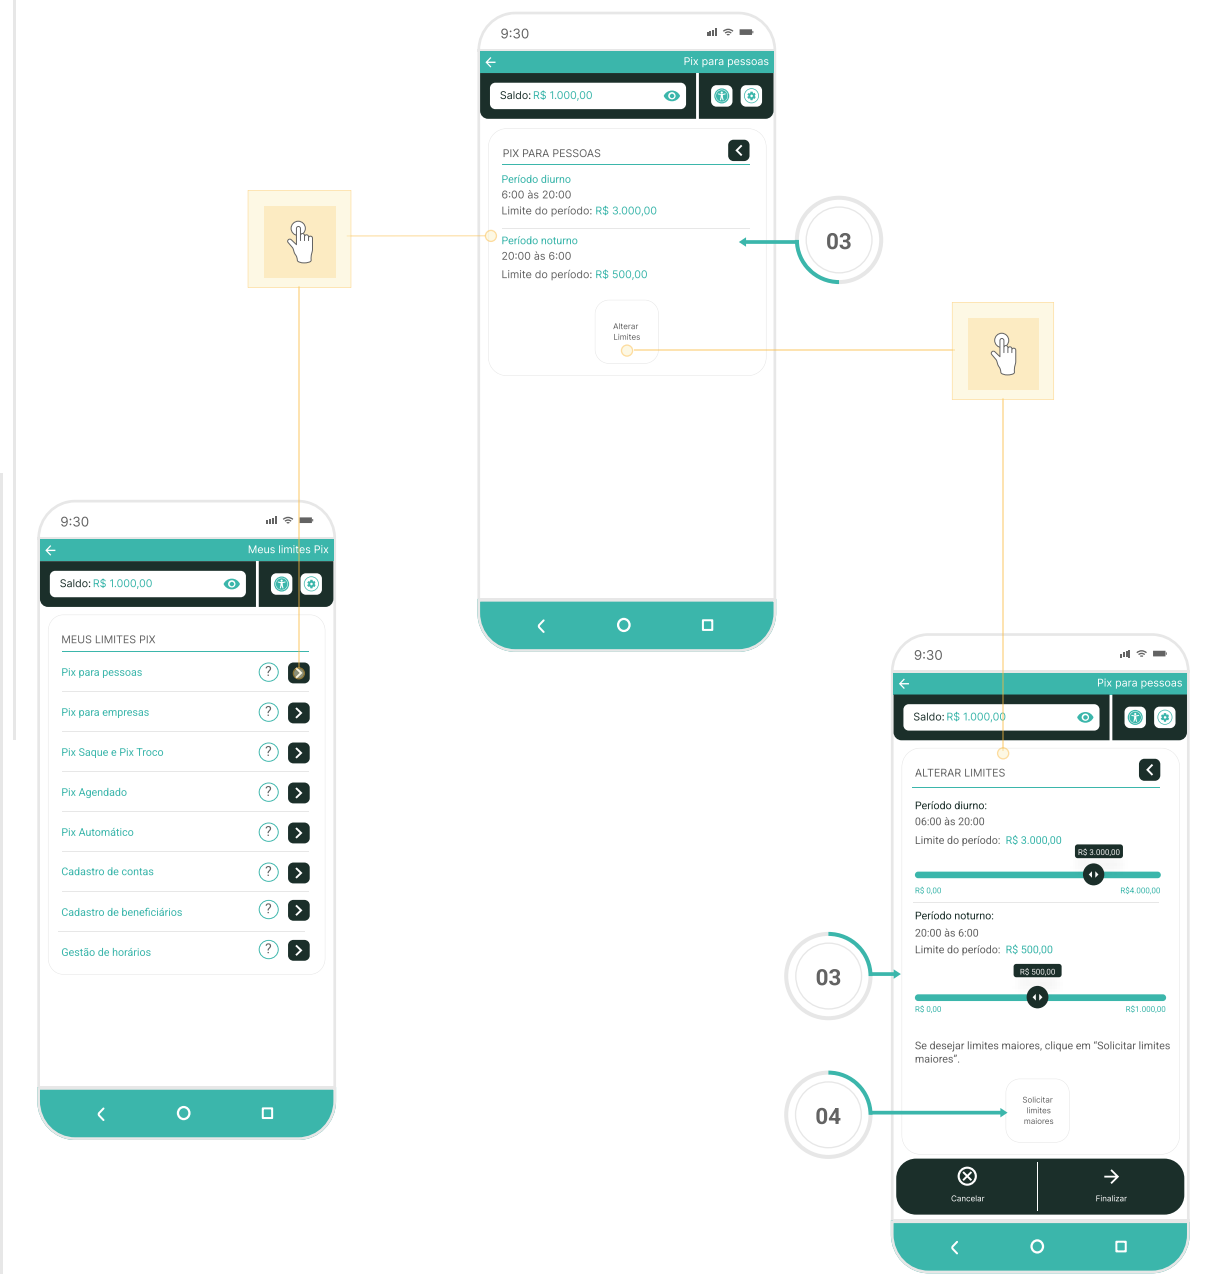 9:30
Pix para pessoas
Saldo: R$ 1.000,00
PIX PARA PESSOAS
Período diurno
6:00 às 20:00
Limite do período: R$ 3.000,00
Período noturno
20:00 às 6:00
Limite do período: R$ 500,00
Alterar
Limites
03
9:30
Meus limites Pix
Saldo: R$ 1.000,00
MEUS LIMITES PIX
Pix para pessoas ?
Pix para empresas ?
Pix Saque e Pix Troco ?
Pix Agendado ?
Pix Automático ?
Cadastro de contas ?
Cadastro de beneficiários ?
Gestão de horários ?
9:30
Pix para pessoas
Saldo: R$ 1.000,00
ALTERAR LIMITES
Período diurno:
06:00 às 20:00
Limite do período: R$ 3.000,00
R$ 3.000,00
R$ 0,00 R$4.000,00
Período noturno:
20:00 às 6:00
Limite do período: R$ 500,00
R$ 500,00
R$ 0,00 R$1.000,00
03
Se desejar limites maiores, clique em “Solicitar limites
maiores”.
04
Solicitar
limites
maiores
Cancelar Finalizar